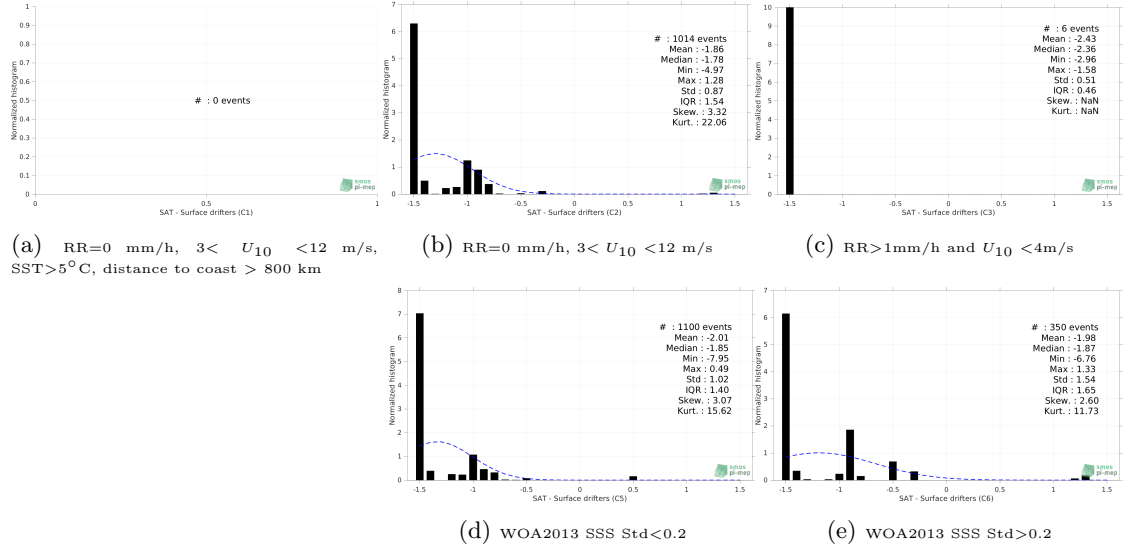 1
0.9
0.8
0.7
0.6
0.5
0.4
0.3
0.2
0.1
0
Normalized histogram
# : 0 events
0 0.5 1
SAT - Surface drifters (C1)
smos
pi-mep
7
6
5
4
3
2
1
0
Normalized histogram
# : 1014 events
Mean : -1.86
Median : -1.78
Min : -4.97
Max : 1.28
Std : 0.87
IQR : 1.54
Skew. : 3.32
Kurt. : 22.06
-1.5 -1 -0.5 0 0.5 1 1.5
SAT - Surface drifters (C2)
smos
pi-mep
10
9
8
7
6
5
4
3
2
1
0
Normalized histogram
# : 6 events
Mean : -2.43
Median : -2.36
Min : -2.96
Max : -1.58
Std : 0.51
IQR : 0.46
Skew. : NaN
Kurt. : NaN
-1.5 -1 -0.5 0 0.5 1 1.5
SAT - Surface drifters (C3)
smos
pi-mep
(a) RR=0 mm/h, 3< U10 <12 m/s,
SST>5°C, distance to coast > 800 km
(b) RR=0 mm/h, 3< U10 <12 m/s
(c) RR>1mm/h and U10 <4m/s
8
7
6
5
4
3
2
1
0
Normalized histogram
# : 1100 events
Mean : -2.01
Median : -1.85
Min : -7.95
Max : 0.49
Std : 1.02
IQR : 1.40
Skew. : 3.07
Kurt. : 15.62
-1.5 -1 -0.5 0 0.5 1 1.5
SAT - Surface drifters (C5)
smos
pi-mep
7
6
5
4
3
2
1
0
Normalized histogram
# : 350 events
Mean : -1.98
Median : -1.87
Min : -6.76
Max : 1.33
Std : 1.54
IQR : 1.65
Skew. : 2.60
Kurt. : 11.73
-1.5 -1 -0.5 0 0.5 1 1.5
SAT - Surface drifters (C6)
smos
pi-mep
(d) WOA2013 SSS Std<0.2
(e) WOA2013 SSS Std>0.2